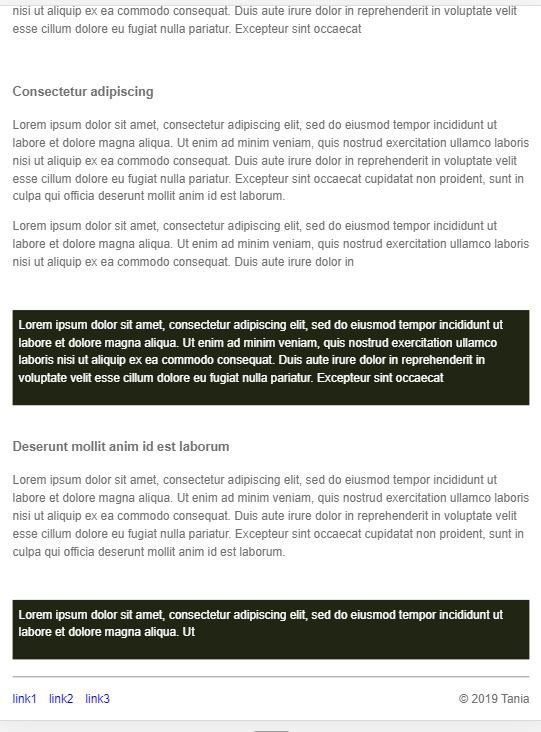 nisi ut aliquip ex ea commodo consequat. Duis aute irure dolor in reprehenderit in voluptate velit
esse cillum dolore eu fugiat nulla pariatur. Excepteur sint occaecat
Consectetur adipiscing
Lorem ipsum dolor sit amet, consectetur adipiscing elit, sed do eiusmod tempor incididunt ut
labore et dolore magna aliqua. Ut enim ad minim veniam, quis nostrud exercitation ullamco laboris
nisi ut aliquip ex ea commodo consequat. Duis aute irure dolor in reprehenderit in voluptate velit
esse cillum dolore eu fugiat nulla pariatur. Excepteur sint occaecat cupidatat non proident, sunt in
culpa qui officia deserunt mollit anim id est laborum.
Lorem ipsum dolor sit amet, consectetur adipiscing elit, sed do eiusmod tempor incididunt ut
labore et dolore magna aliqua. Ut enim ad minim veniam, quis nostrud exercitation ullamco laboris
nisi ut aliquip ex ea commodo consequat. Duis aute irure dolor in
Lorem ipsum dolor sit amet, consectetur adipiscing elit, sed do eiusmod tempor incididunt ut
labore et dolore magna aliqua. Ut enim ad minim veniam, quis nostrud exercitation ullamco
laboris nisi ut aliquip ex ea commodo consequat. Duis aute irure dolor in reprehenderit in
voluptate velit esse cillum dolore eu fugiat nulla pariatur. Excepteur sint occaecat
Deserunt mollit anim id est laborum
Lorem ipsum dolor sit amet, consectetur adipiscing elit, sed do eiusmod tempor incididunt ut
labore et dolore magna aliqua. Ut enim ad minim veniam, quis nostrud exercitation ullamco laboris
nisi ut aliquip ex ea commodo consequat. Duis aute irure dolor in reprehenderit in voluptate velit
esse cillum dolore eu fugiat nulla pariatur. Excepteur sint occaecat cupidatat non proident, sunt in
culpa qui officia deserunt mollit anim id est laborum.
Lorem ipsum dolor sit amet, consectetur adipiscing elit, sed do eiusmod tempor incididunt ut
labore et dolore magna aliqua. Ut
link1 link2 link3 © 2019 Tania